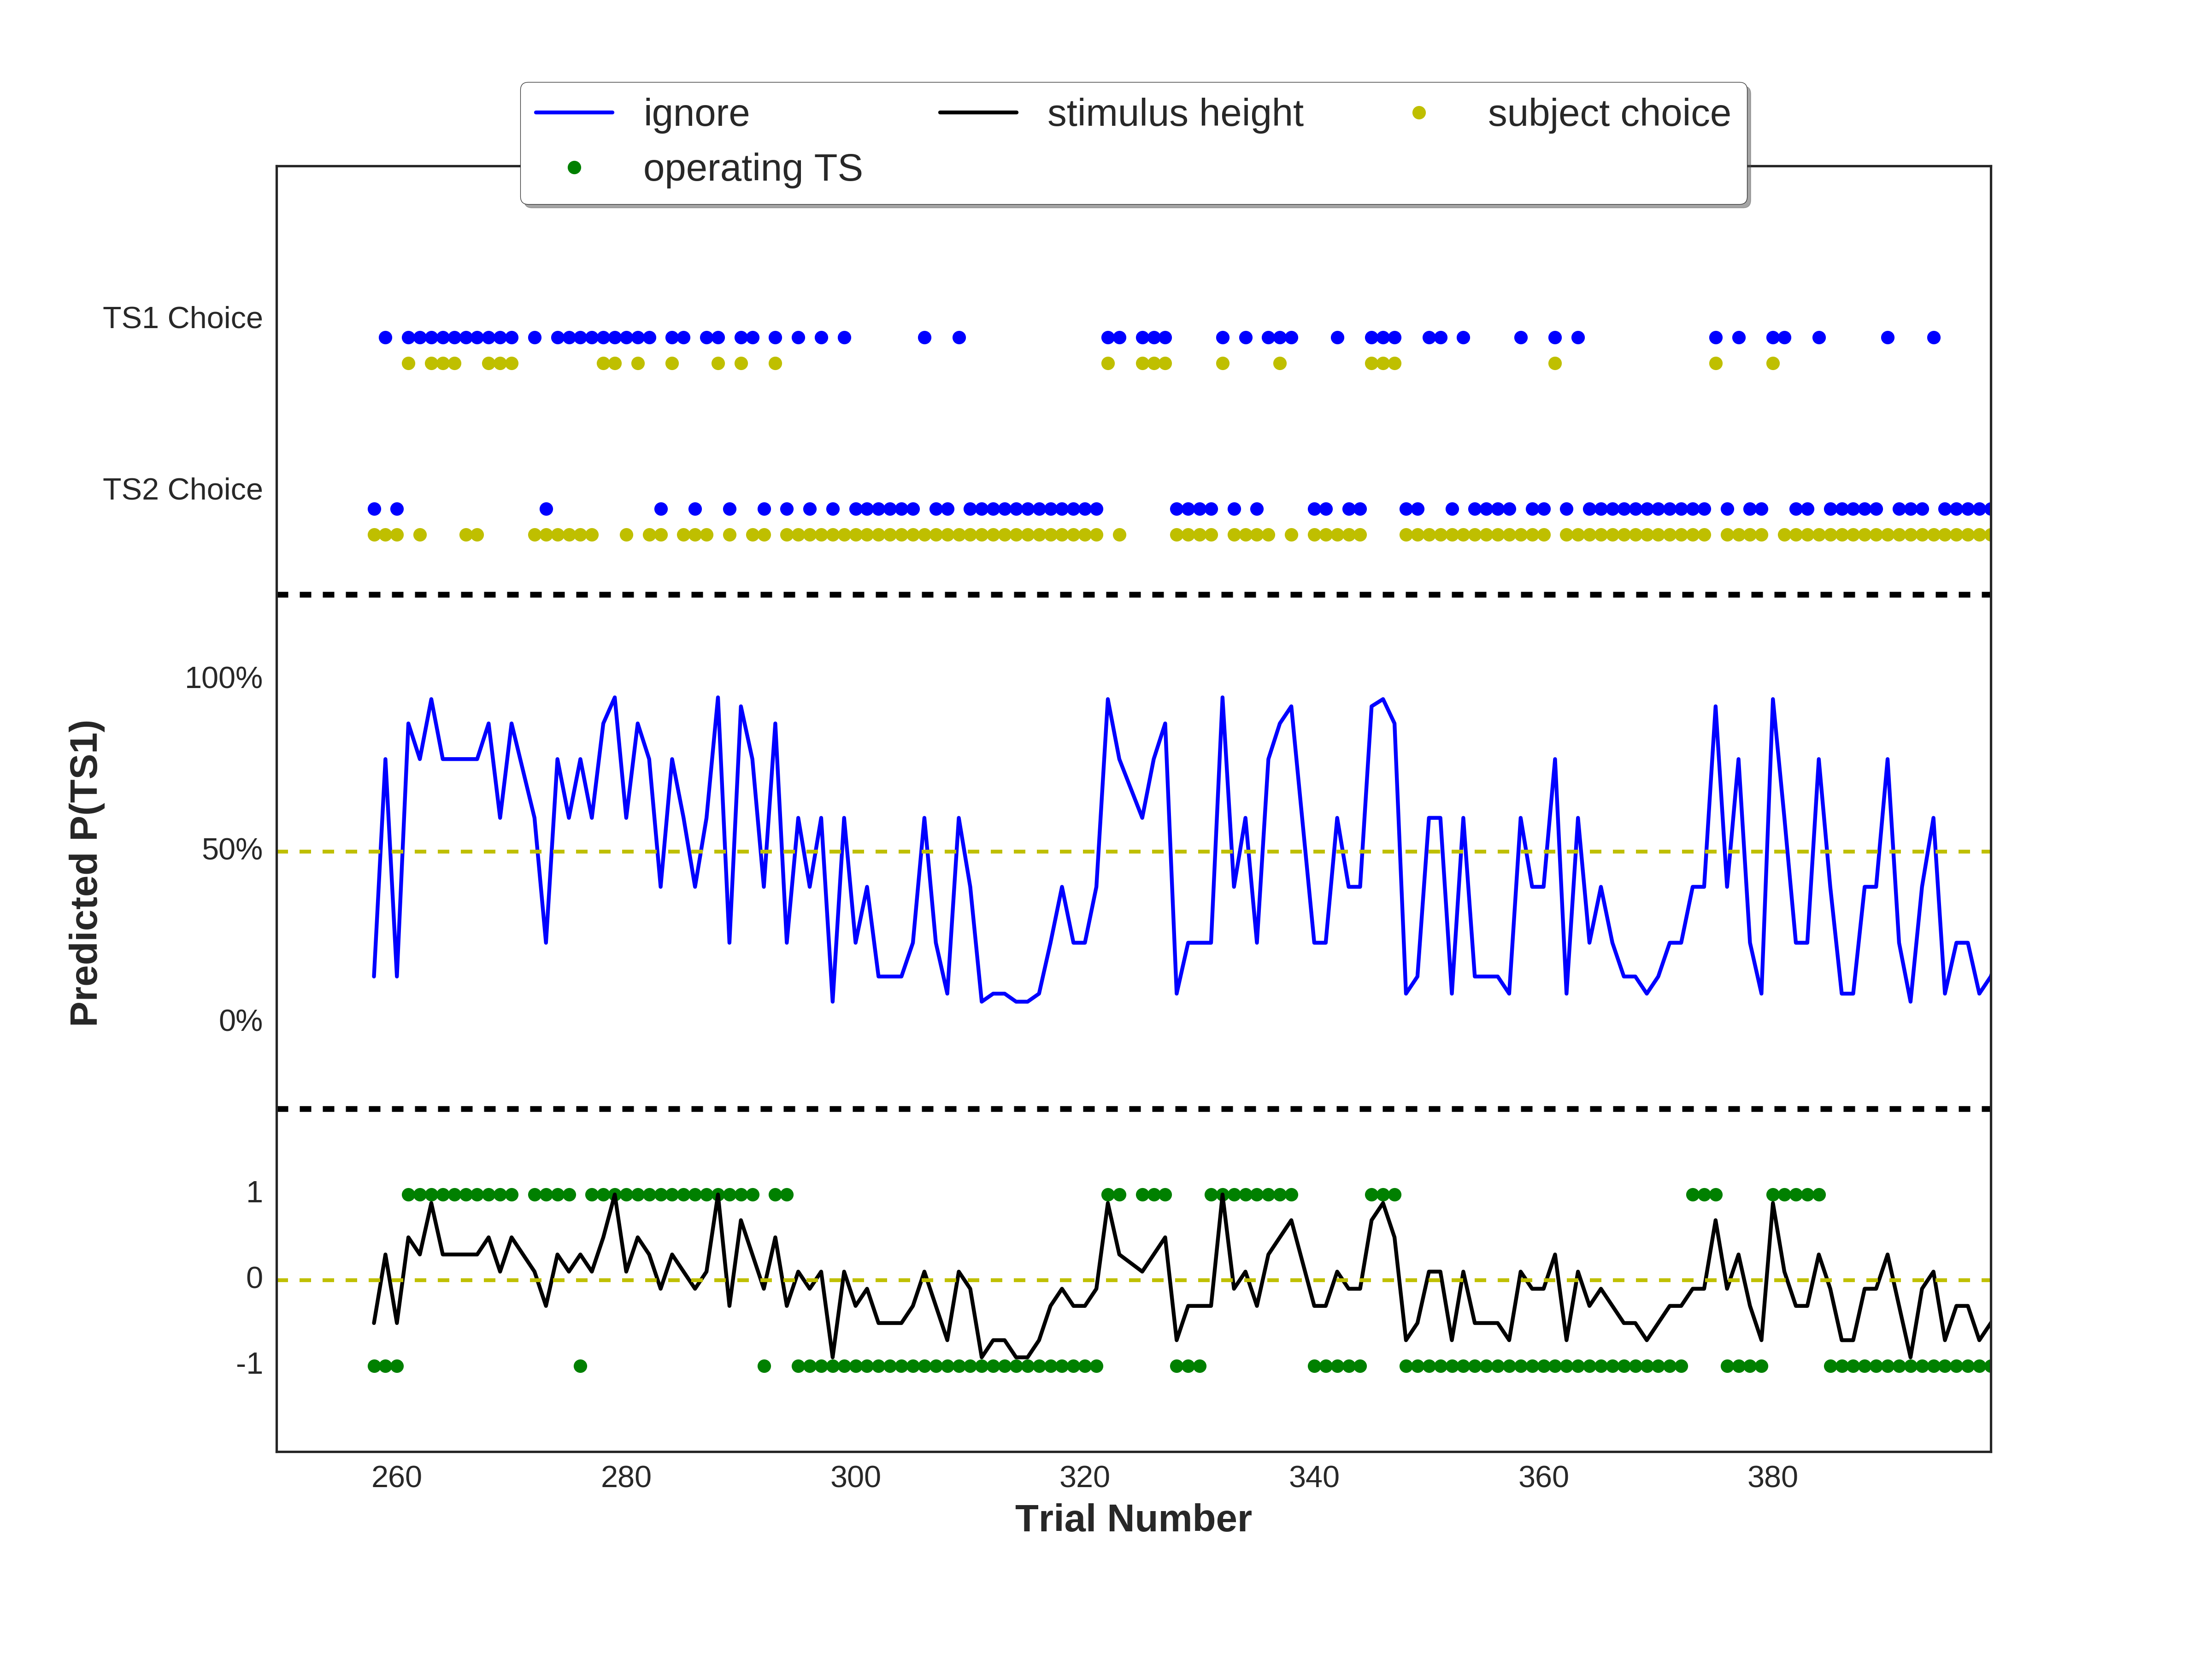 ignore
stimulus height
subject choice
operating TS
TS1 Choice
TS2 Choice
100%
50%
0%
1
0
-1
Predicted P(TS1)
260 280 300 320 340 360 380
Trial Number